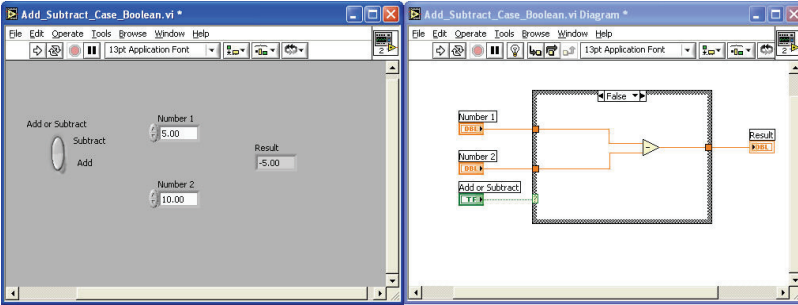 Add_Subtract_Case_Boolean.vi *
File Edit Operate Tools Browse Window Help
13pt Application Font
2
Add or Subtract
Subtract
Add
Number 1
5.00
Number 2
10.00
Result
-5.00
Add_Subtract_Case_Boolean.vi Diagram *
File Edit Operate Tools Browse Window Help
13pt Application Font
2
False
Number 1
DBL
Number 2
DBL
Add or Subtract
TF
?
-
Result
DBL